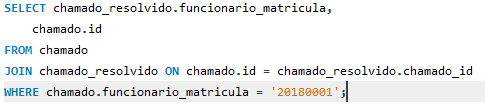 SELECT chamado_resolvido.funcionario_matricula,
chamado.id
FROM chamado
JOIN chamado_resolvido ON chamado.id = chamado_resolvido.chamado_id
WHERE chamado.funcionario_matricula = '20180001';